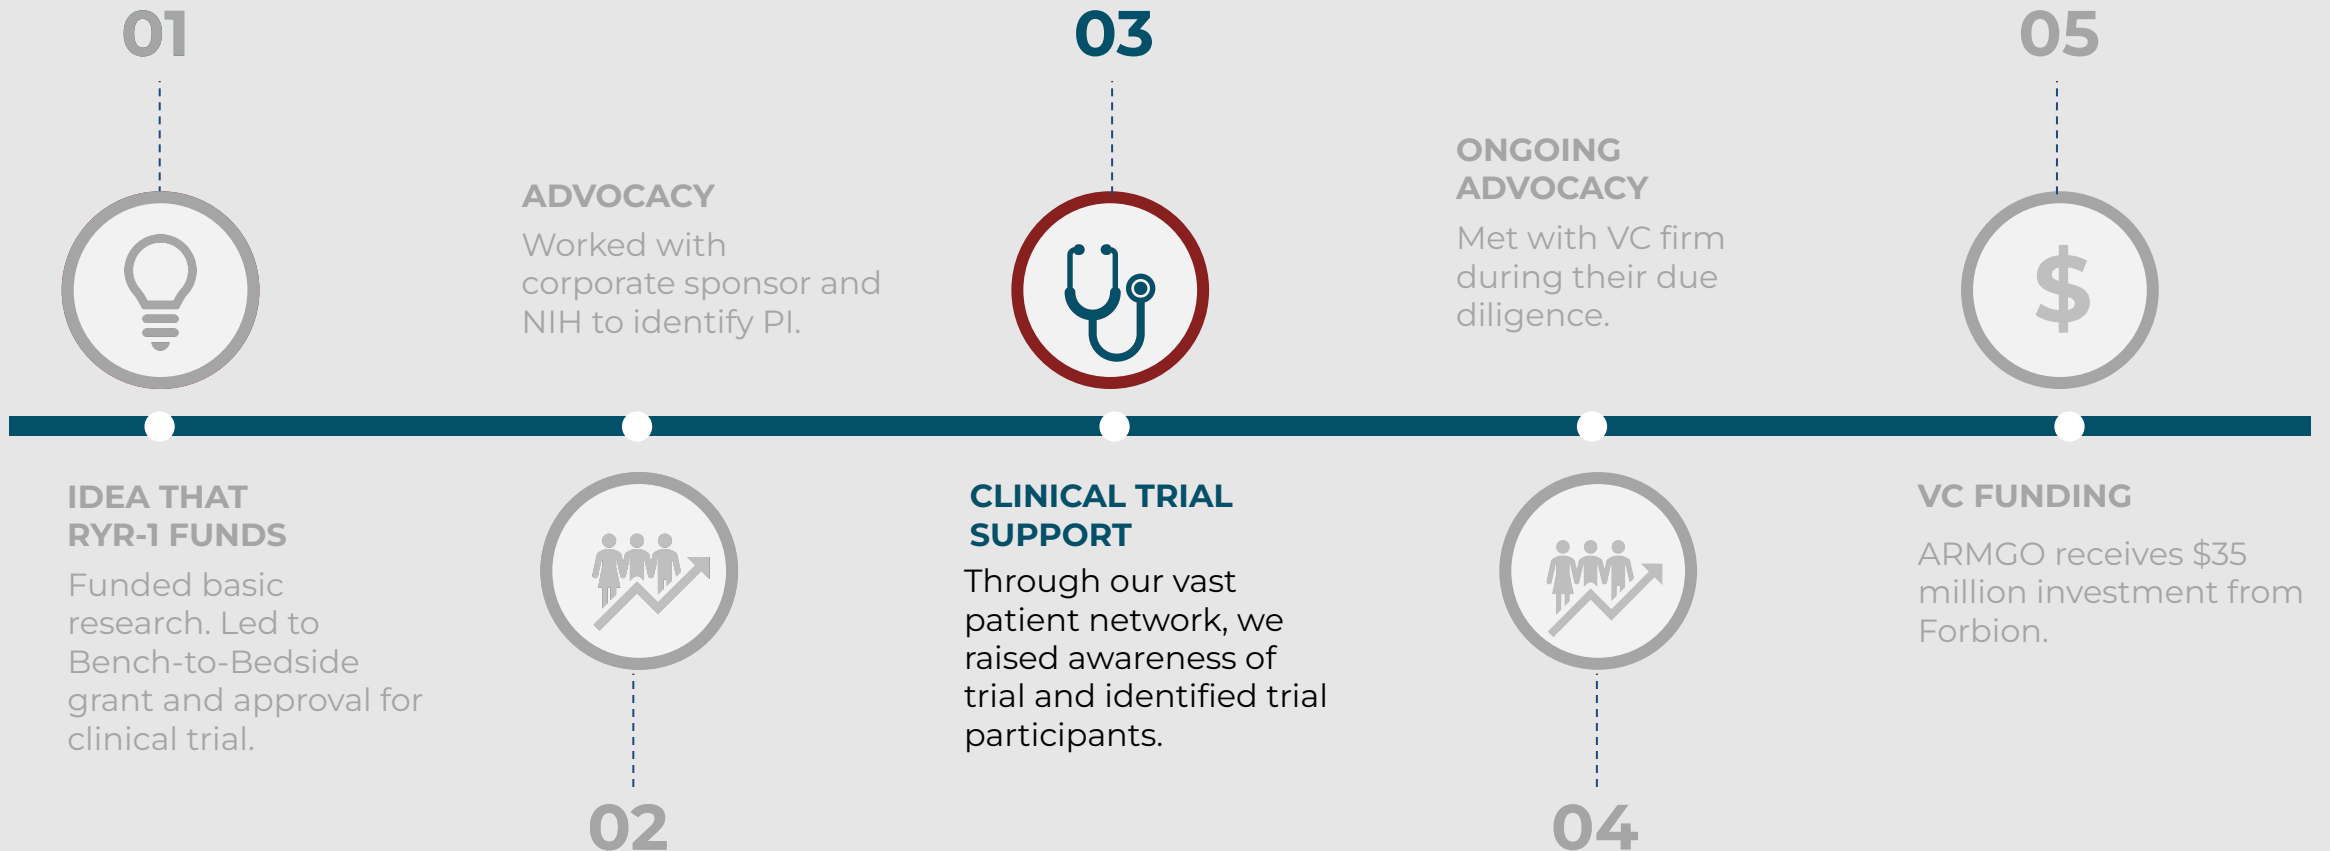 01
IDEA THAT
RYR-1 FUNDS
Funded basic
research. Led to
Bench-to-Bedside
grant and approval for
clinical trial.
ADVOCACY
Worked with
corporate sponsor and
NIH to identify PI.
02
03
CLINICAL TRIAL
SUPPORT
Through our vast
patient network, we
raised awareness of
trial and identified trial
participants.
ONGOING
ADVOCACY
Met with VC firm
during their due
diligence.
04
05
$
VC FUNDING
ARMGO receives $35
million investment from
Forbion.